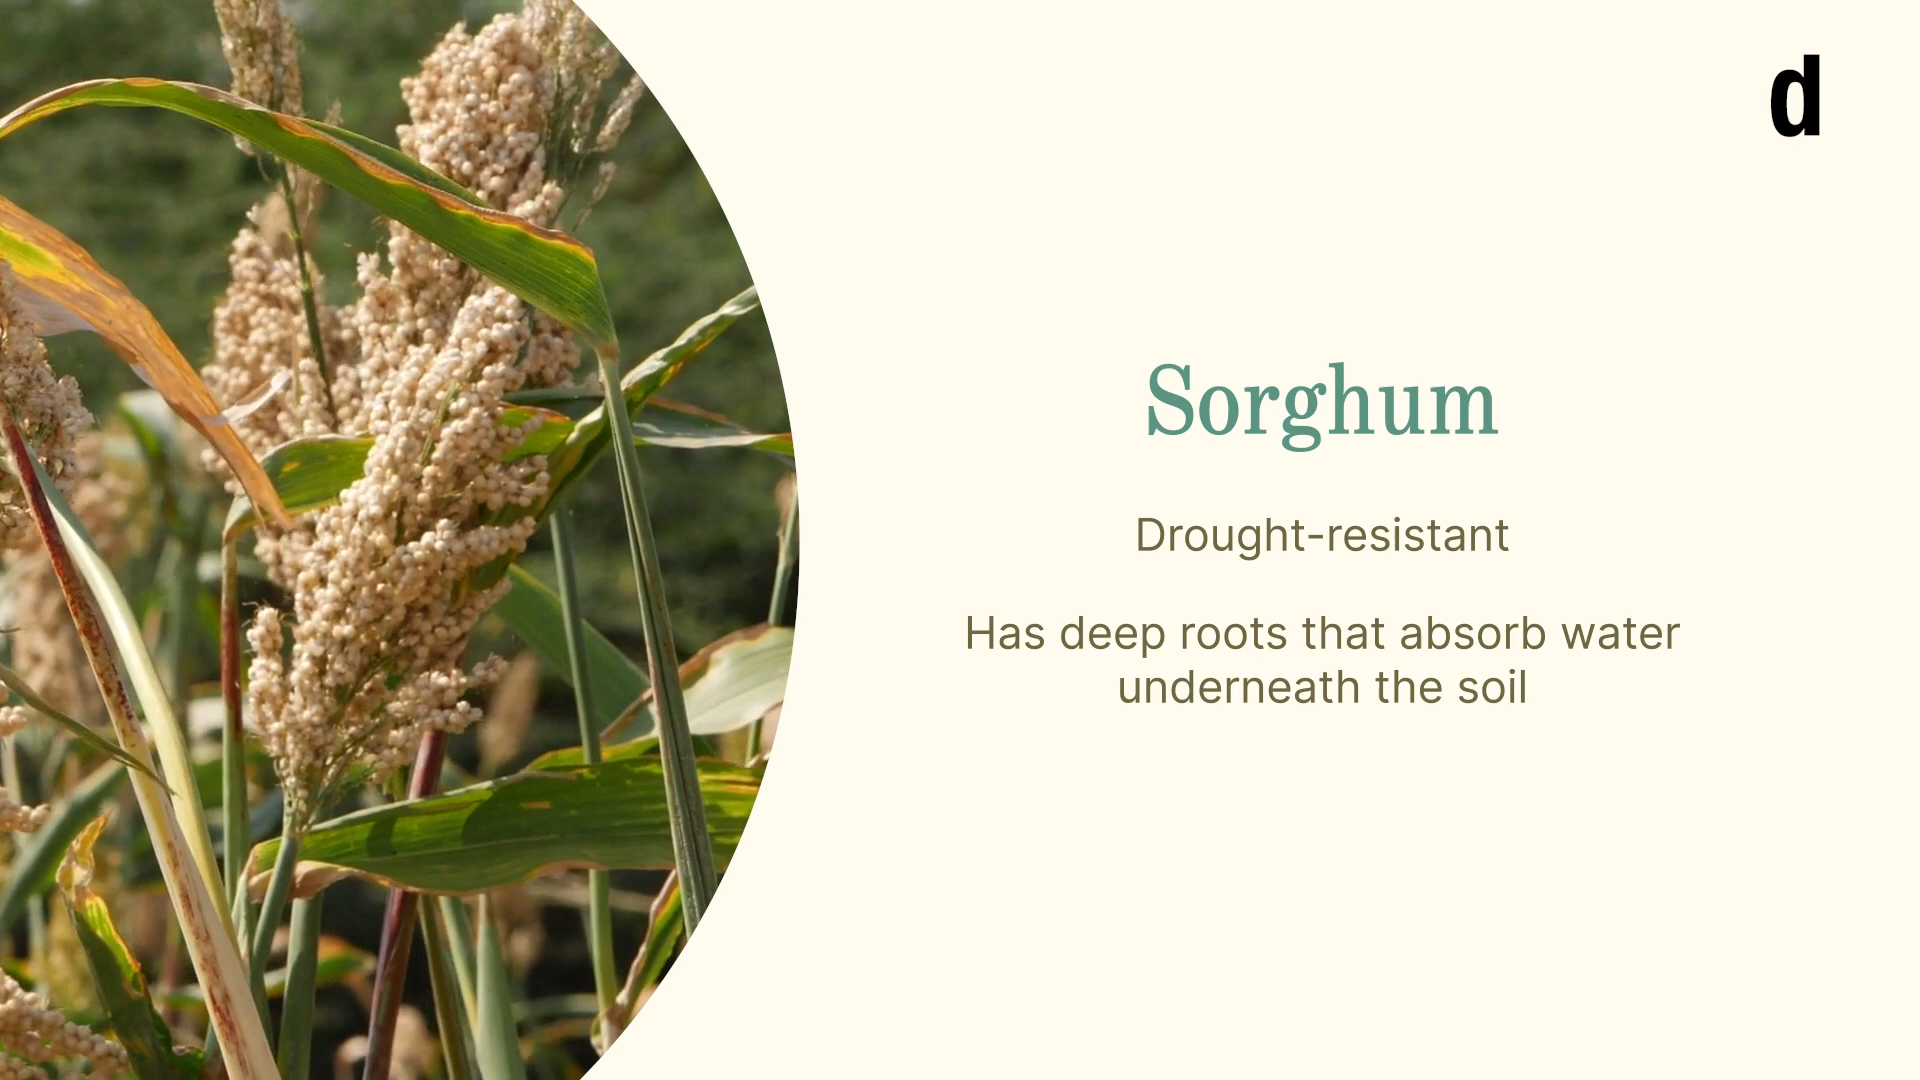 d
Sorghum
Drought-resistant
Has deep roots that absorb water
underneath the soil